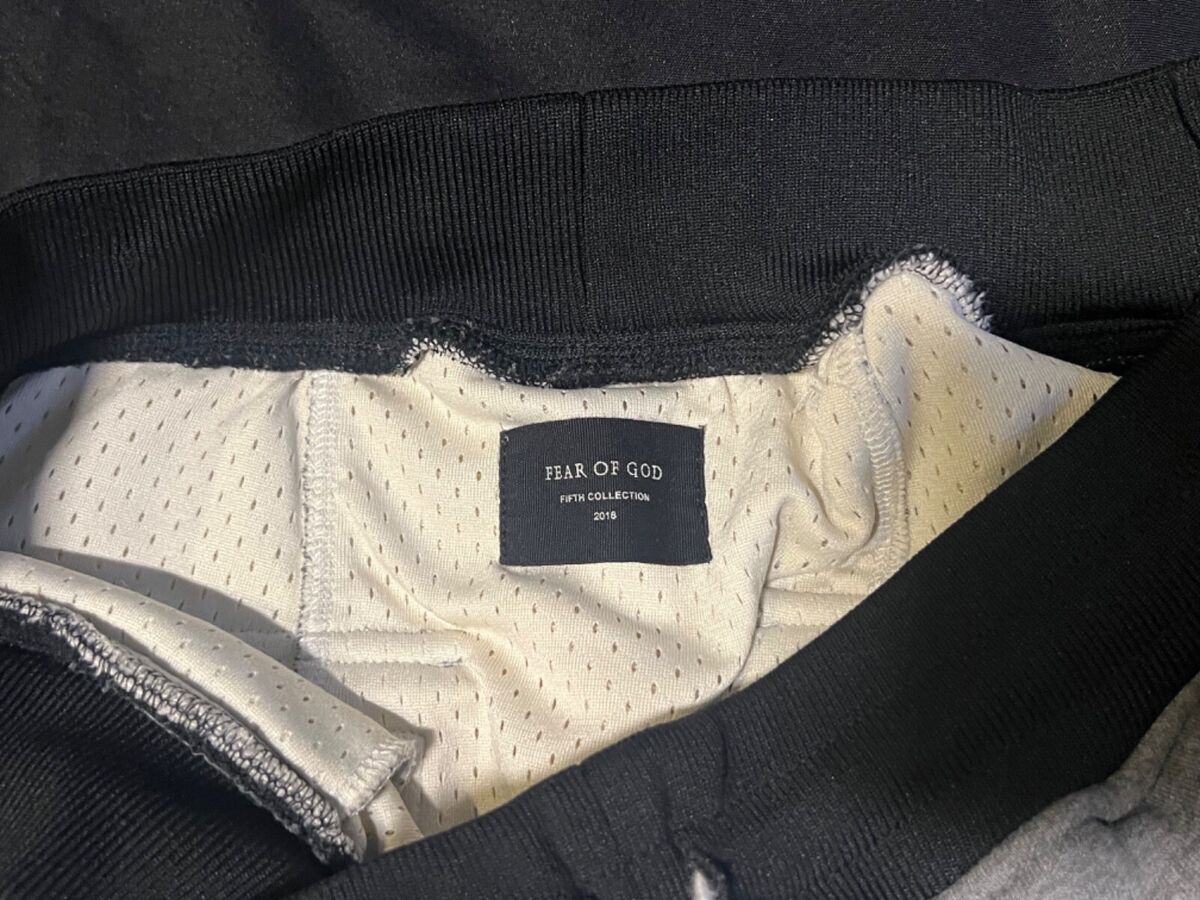 FEAR OF GOD
FIFTH COLLECTION
2018